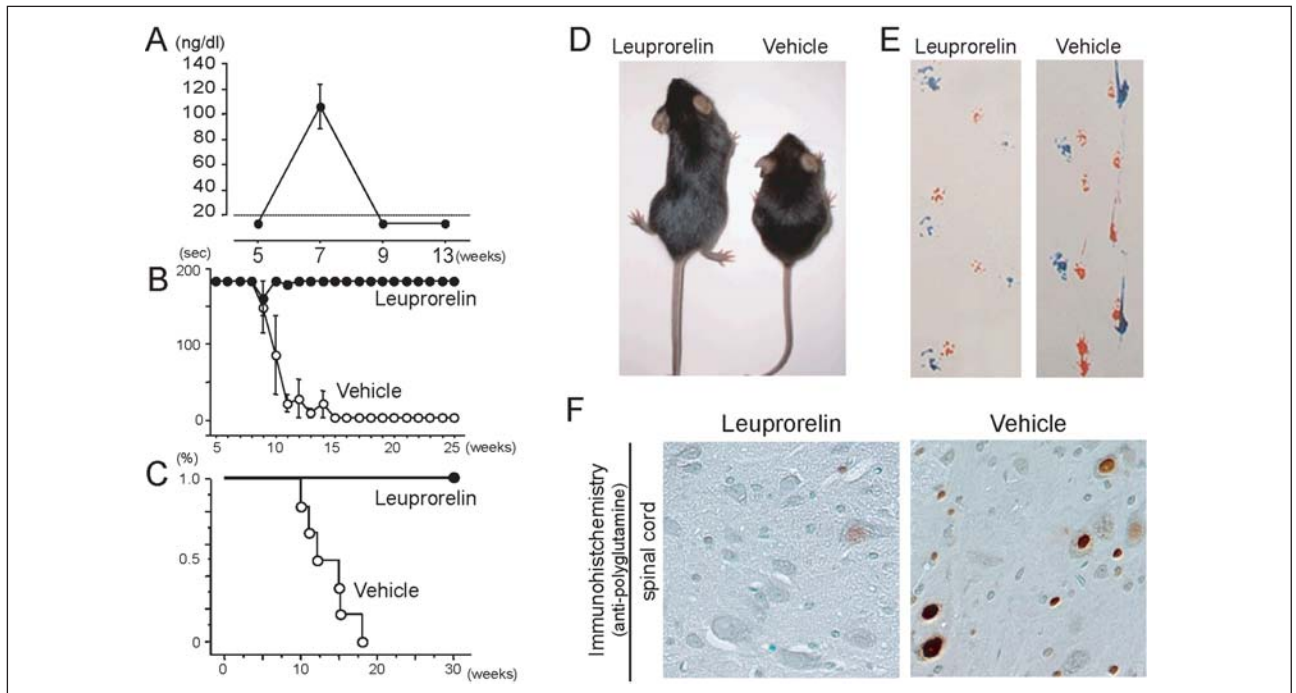 A (ng/dl)
140
120
100
80
60
40
20
5 7 9 13 (weeks)
(sec)
B
200
100
0
Leuprorelin
Vehicle
5 10 15 20 25 (weeks)
(%)
C
1.0
0.5
0
Leuprorelin
Vehicle
0 10 20 30 (weeks)
D
Leuprorelin Vehicle
E
Leuprorelin Vehicle
F
Leuprorelin Vehicle
Immunohistchemistry
(anti-polyglutamine)
spinal cord